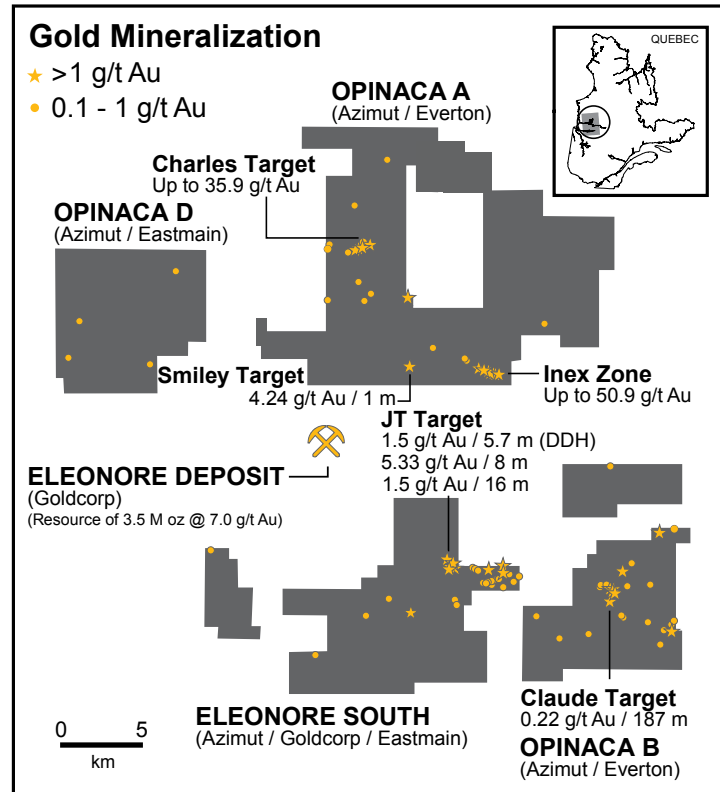 Gold Mineralization
>1 g/t Au
0.1 - 1 g/t Au
QUEBEC
OPINACA A
(Azimut / Everton)
Charles Target
Up to 35.9 g/t Au
OPINACA D
(Azimut / Eastmain)
Smiley Target
4.24 g/t Au / 1 m
Inex Zone
Up to 50.9 g/t Au
JT Target
1.5 g/t Au / 5.7 m (DDH)
5.33 g/t Au / 8 m
1.5 g/t Au / 16 m
ELEONORE DEPOSIT
(Goldcorp)
(Resource of 3.5 M oz @ 7.0 g/t Au)
Claude Target
0.22 g/t Au / 187 m
OPINACA B
(Azimut / Everton)
ELEONORE SOUTH
(Azimut / Goldcorp / Eastmain)
0 5
km